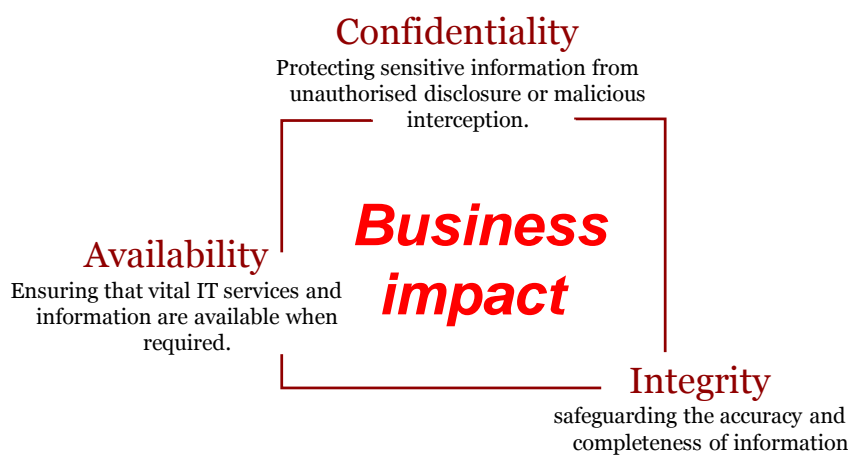 Confidentiality
Protecting sensitive information from
unauthorised disclosure or malicious
interception.
Business
impact
Availability
Ensuring that vital IT services and
information are available when
required.
Integrity
safeguarding the accuracy and
completeness of information